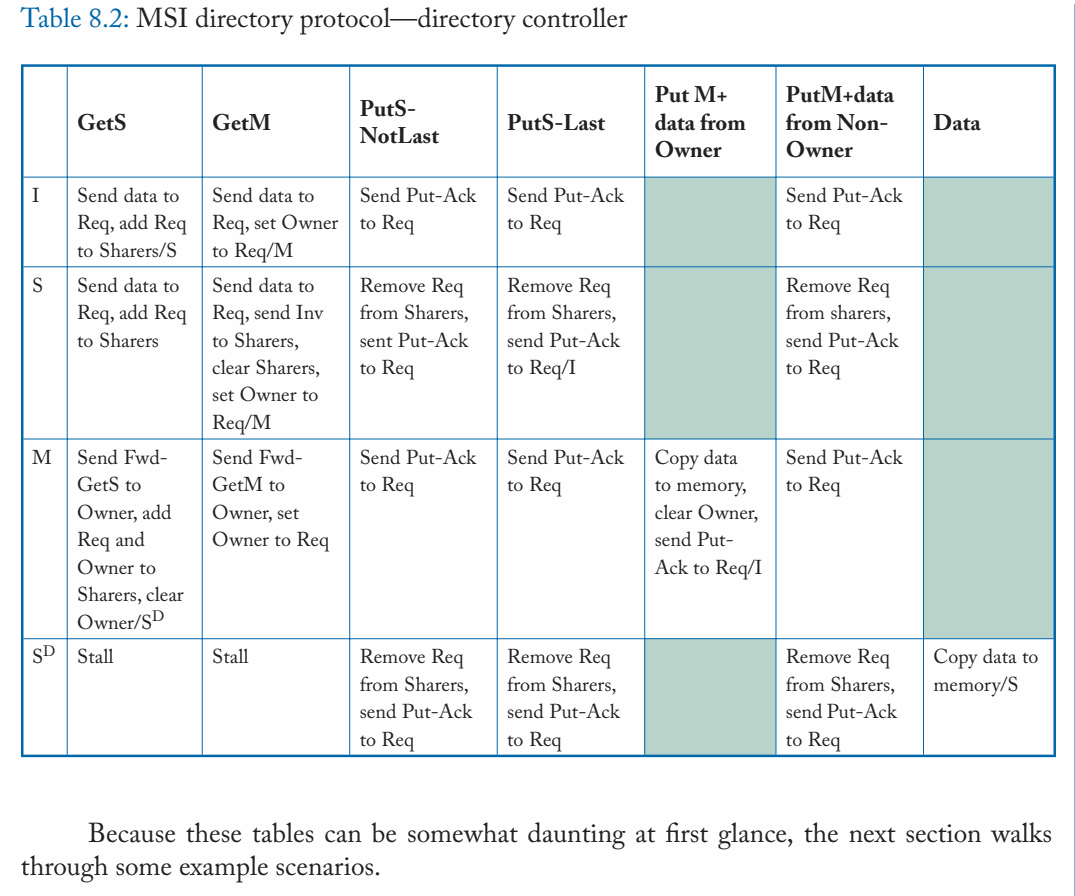 Table 8.2: MSI directory protocol—directory controller
GetS
GetM
PutS-
NotLast
PutS-Last
Put M+
data from
Owner
PutM+data
from Non-
Owner
Data
I
Send data to
Req, add Req
to Sharers/S
Send data to
Req, set Owner
to Req/M
Send Put-Ack
to Req
Send Put-Ack
to Req
Send Put-Ack
to Req
S
Send data to
Req, add Req
to Sharers
Send data to
Req, send Inv
to Sharers,
clear Sharers,
set Owner to
Req/M
Remove Req
from Sharers,
sent Put-Ack
to Req
Remove Req
from Sharers,
send Put-Ack
to Req/I
Remove Req
from sharers,
send Put-Ack
to Req
M
Send Fwd-
GetS to
Owner, add
Req and
Owner to
Sharers, clear
Owner/S^D
Send Fwd-
GetM to
Owner, set
Owner to Req
Send Put-Ack
to Req
Send Put-Ack
to Req
Copy data
to memory,
clear Owner,
send Put-
Ack to Req/I
Send Put-Ack
to Req
S^D
Stall
Stall
Remove Req
from Sharers,
send Put-Ack
to Req
Remove Req
from Sharers,
send Put-Ack
to Req
Remove Req
from Sharers,
send Put-Ack
to Req
Copy data to
memory/S
Because these tables can be somewhat daunting at first glance, the next section walks
through some example scenarios.